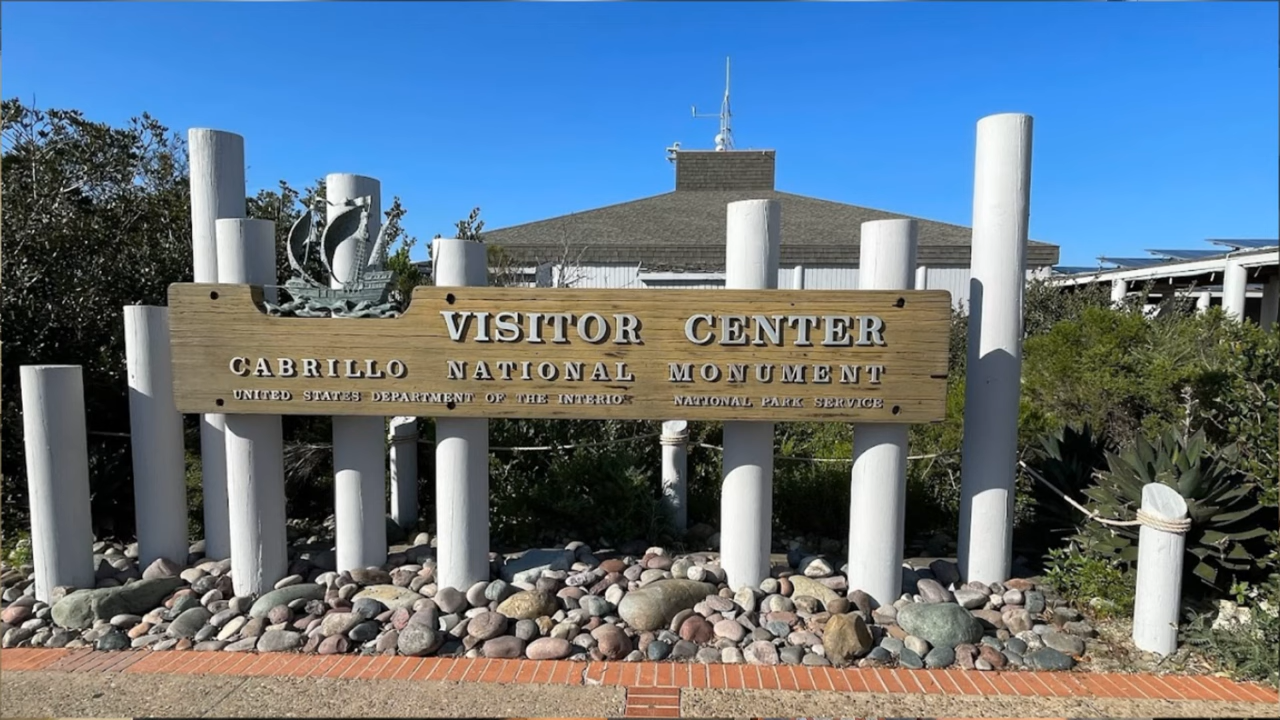 VISITOR CENTER
CABRILLO NATIONAL MONUMENT
UNITED STATES DEPARTMENT OF THE INTERIO NATIONAL PARK SERVICE